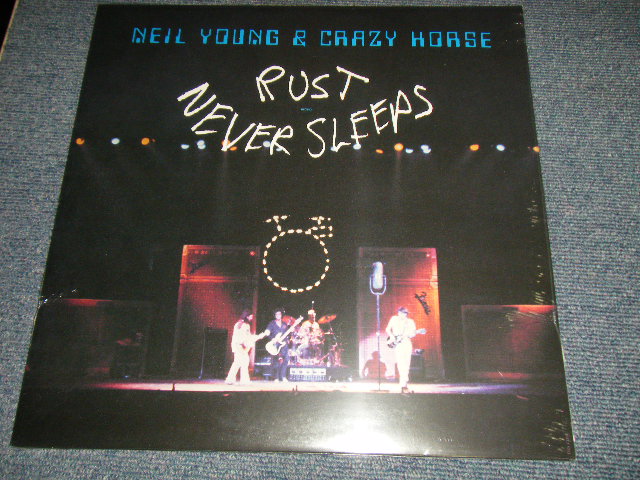 NEIL YOUNG & CRAZY HORSE
RUST
NEVER SLEEPS